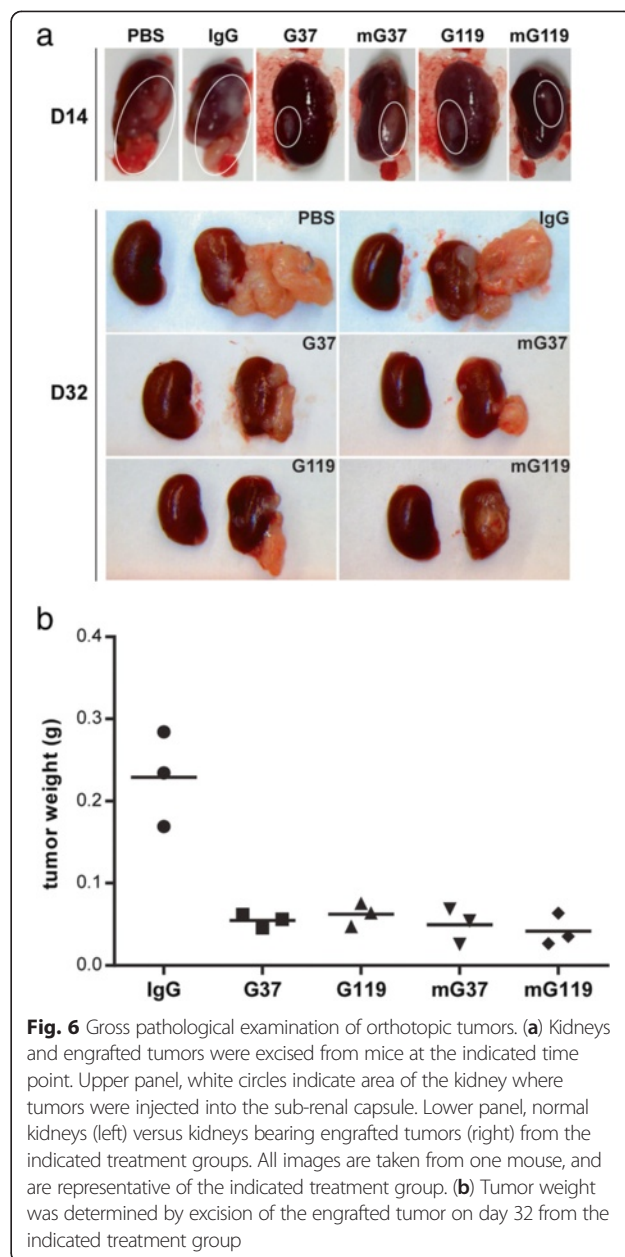 a
PBS IgG G37 mG37 G119 mG119
D14
PBS IgG
G37 mG37
D32
G119 mG119
b
0.4
0.3
0.2
0.1
0.0
tumor weight (g)
IgG G37 G119 mG37 mG119
Fig. 6 Gross pathological examination of orthotopic tumors. (a) Kidneys
and engrafted tumors were excised from mice at the indicated time
point. Upper panel, white circles indicate area of the kidney where
tumors were injected into the sub-renal capsule. Lower panel, normal
kidneys (left) versus kidneys bearing engrafted tumors (right) from the
indicated treatment groups. All images are taken from one mouse, and
are representative of the indicated treatment group. (b) Tumor weight
was determined by excision of the engrafted tumor on day 32 from the
indicated treatment group